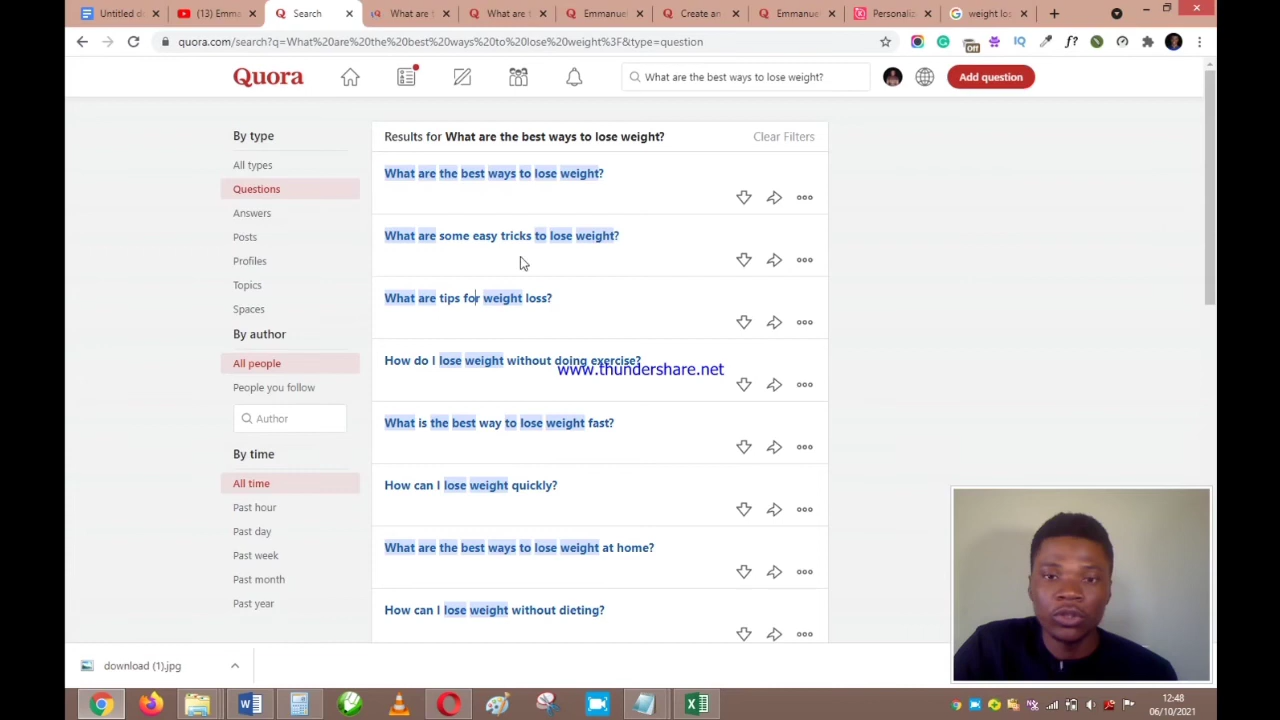 Untitled d
(13) Emma
Search
What are
What are
Emmanue
Create an
Emmanue
Personaliz
weight los
quora.com/search?q=What%20are%20the%20best%20ways%20to%20lose%20weight%3F&type=question
Off
IQ
f?
Quora
What are the best ways to lose weight?
Add question
By type
All types
Questions
Answers
Posts
Profiles
Topics
Spaces
By author
All people
People you follow
Author
By time
All time
Past hour
Past day
Past week
Past month
Past year
Results for What are the best ways to lose weight?
Clear Filters
What are the best ways to lose weight?
What are some easy tricks to lose weight?
What are tips for weight loss?
How do I lose weight without doing exercise?
www.thundershare.net
What is the best way to lose weight fast?
How can I lose weight quickly?
What are the best ways to lose weight at home?
How can I lose weight without dieting?
download (1).jpg
12:48
06/10/2021